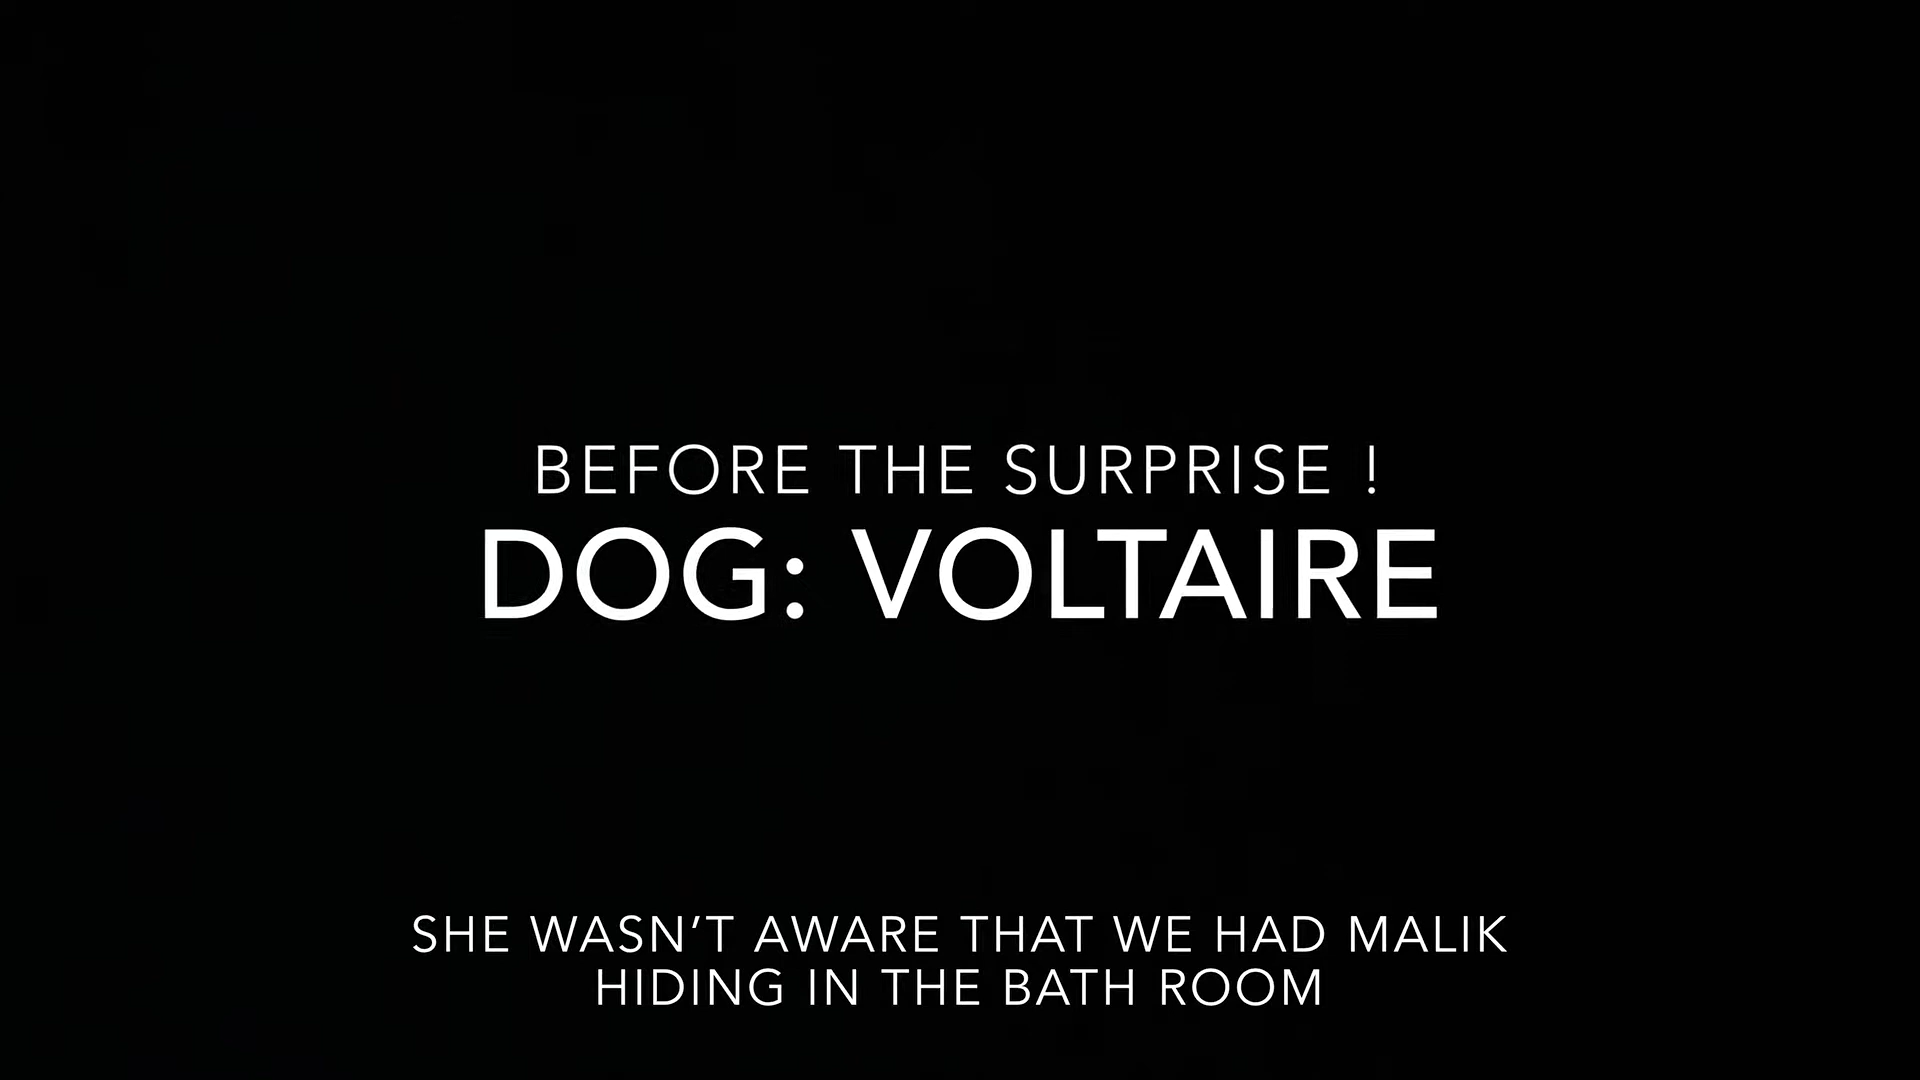 BEFORE THE SURPRISE !
DOG: VOLTAIRE
SHE WASN’T AWARE THAT WE HAD MALIK
HIDING IN THE BATH ROOM